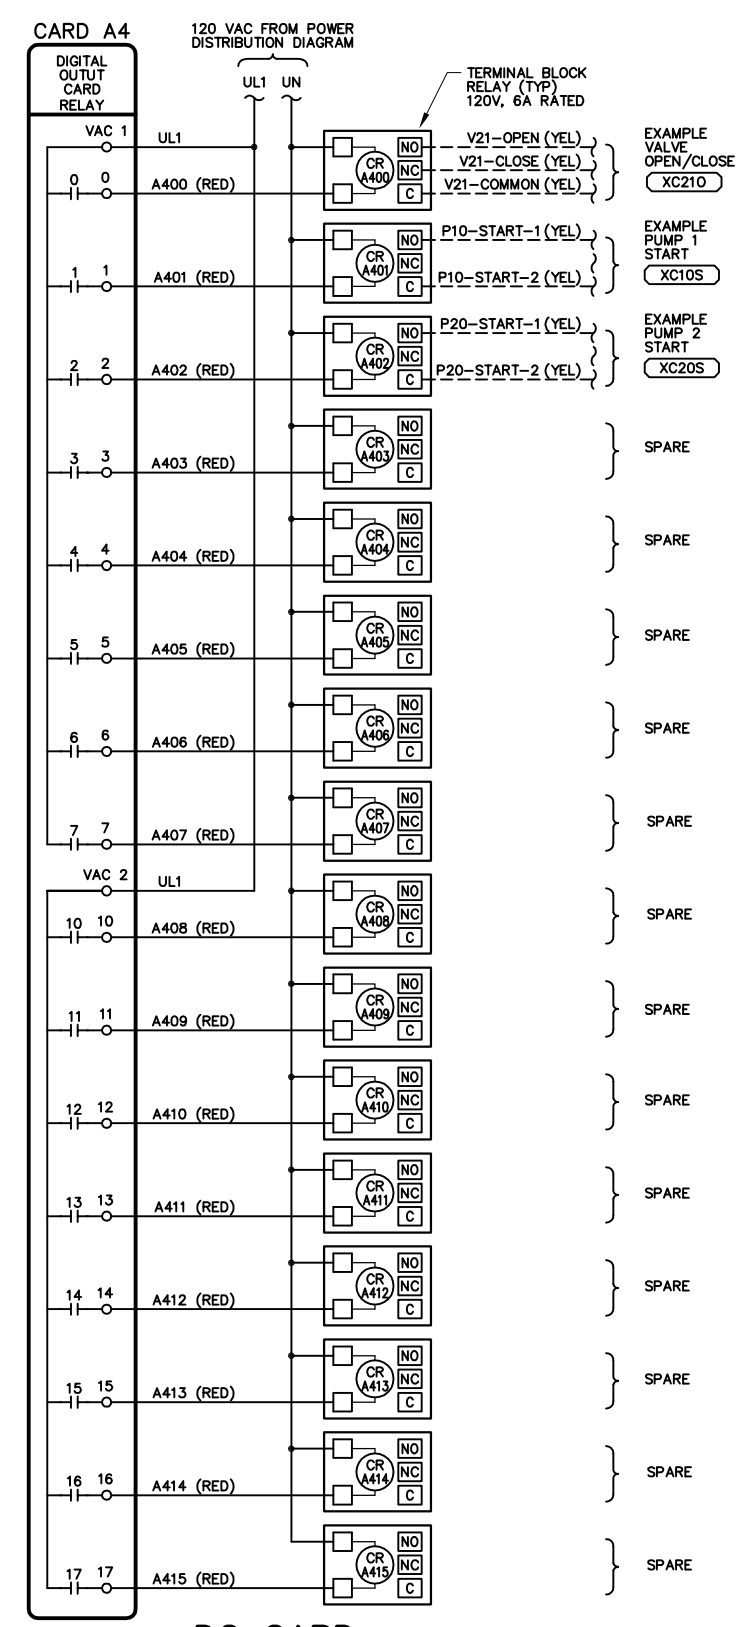 CARD A4
120 VAC FROM POWER
DISTRIBUTION DIAGRAM
DIGITAL
OUTUT
CARD
RELAY
UL1 UN
TERMINAL BLOCK
RELAY (TYP)
120V, 6A RATED
VAC 1
UL1
0 0
A400 (RED)
CR
A400
NO
NC
C
V21-OPEN (YEL)
V21-CLOSE (YEL)
V21-COMMON (YEL)
EXAMPLE
VALVE
OPEN/CLOSE
XC210
1 1
A401 (RED)
CR
A401
NO
NC
C
P10-START-1 (YEL)
P10-START-2 (YEL)
EXAMPLE
PUMP 1
START
XC10S
2 2
A402 (RED)
CR
A402
NO
NC
C
P20-START-1 (YEL)
P20-START-2 (YEL)
EXAMPLE
PUMP 2
START
XC20S
3 3
A403 (RED)
CR
A403
NO
NC
C
SPARE
4 4
A404 (RED)
CR
A404
NO
NC
C
SPARE
5 5
A405 (RED)
CR
A405
NO
NC
C
SPARE
6 6
A406 (RED)
CR
A406
NO
NC
C
SPARE
7 7
A407 (RED)
CR
A407
NO
NC
C
SPARE
VAC 2
UL1
10 10
A408 (RED)
CR
A408
NO
NC
C
SPARE
11 11
A409 (RED)
CR
A409
NO
NC
C
SPARE
12 12
A410 (RED)
CR
A410
NO
NC
C
SPARE
13 13
A411 (RED)
CR
A411
NO
NC
C
SPARE
14 14
A412 (RED)
CR
A412
NO
NC
C
SPARE
15 15
A413 (RED)
CR
A413
NO
NC
C
SPARE
16 16
A414 (RED)
CR
A414
NO
NC
C
SPARE
17 17
A415 (RED)
CR
A415
NO
NC
C
SPARE